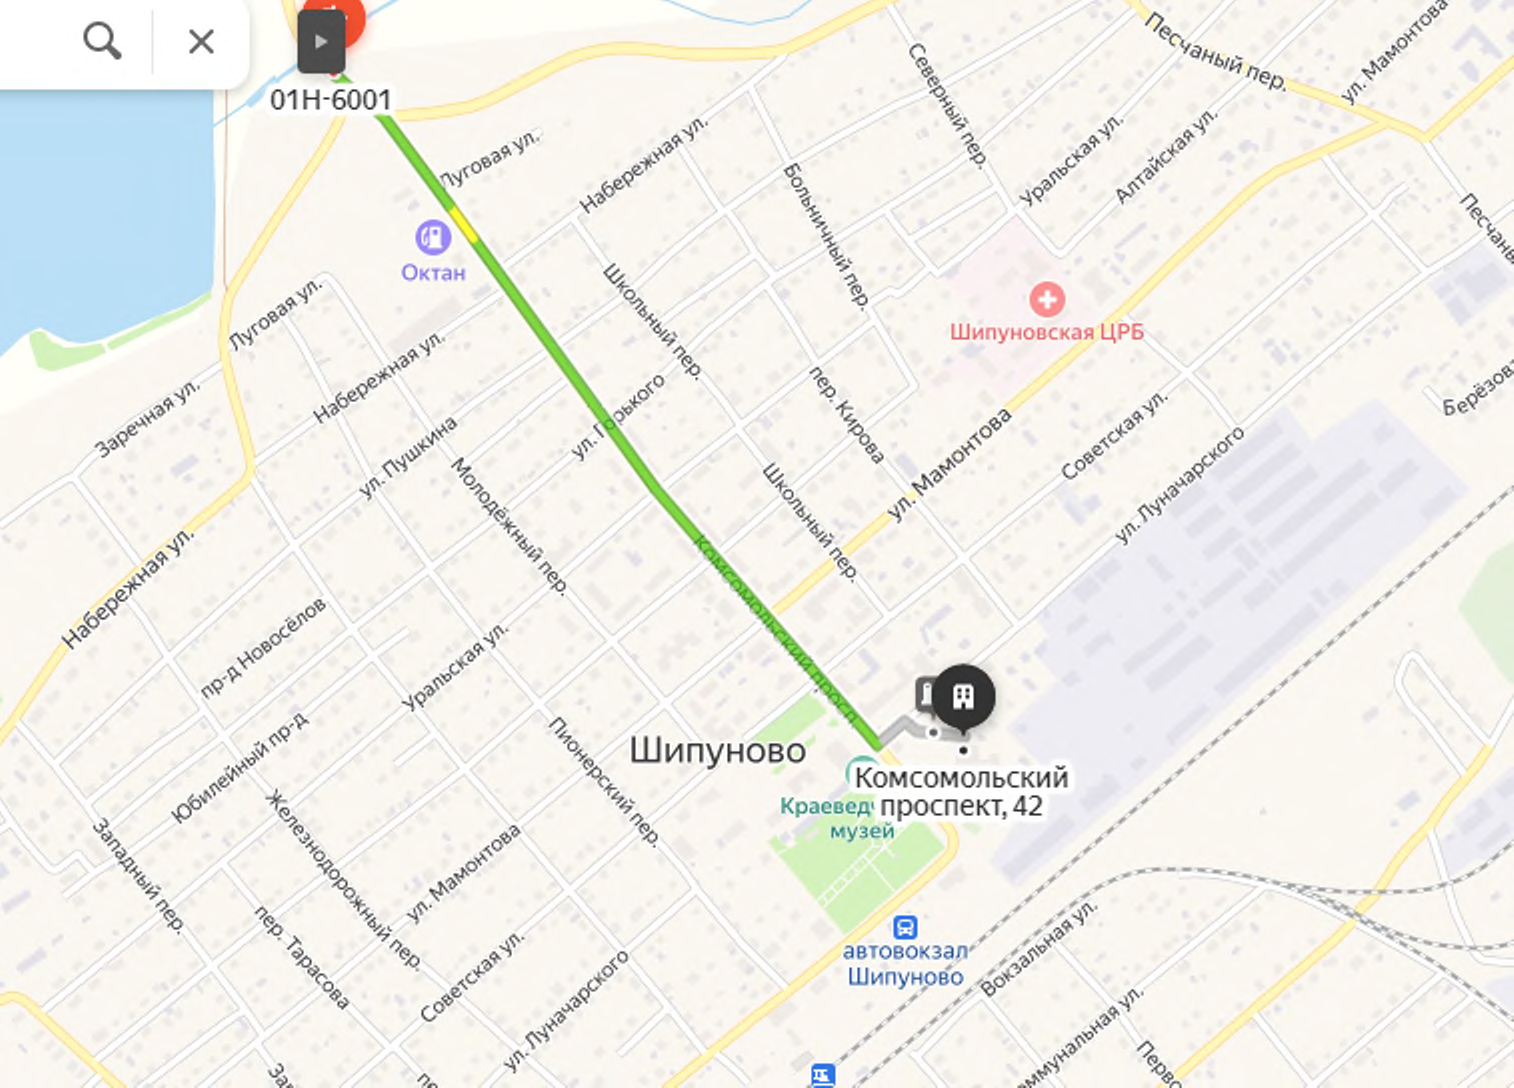 01Н-6001
Песчаный пер.
ул. Мамонтова
Северный пер.
Луговая ул.
Набережная ул.
Больничный пер.
Уральская ул.
Алтайская ул.
Октан
Луговая ул.
Школьный пер.
Шипуновская ЦРБ
Набережная ул.
Заречная ул.
ул. Пушкина
ул. Горького
пер. Кирова
Советская ул.
ул. Мамонтова
ул. Луначарского
Молодёжный пер.
Школьный пер.
Набережная ул.
Комсомольский просп.
пр-д Новосёлов
Уральская ул.
Юбилейный пр-д
Пионерский пер.
Шипуново
Комсомольский
проспект, 42
музей
Железнодорожный пер.
Западный пер.
ул. Мамонтова
пер. Тарасова
Советская ул.
ул. Луначарского
автовокзал
Шипуново
Вокзальная ул.